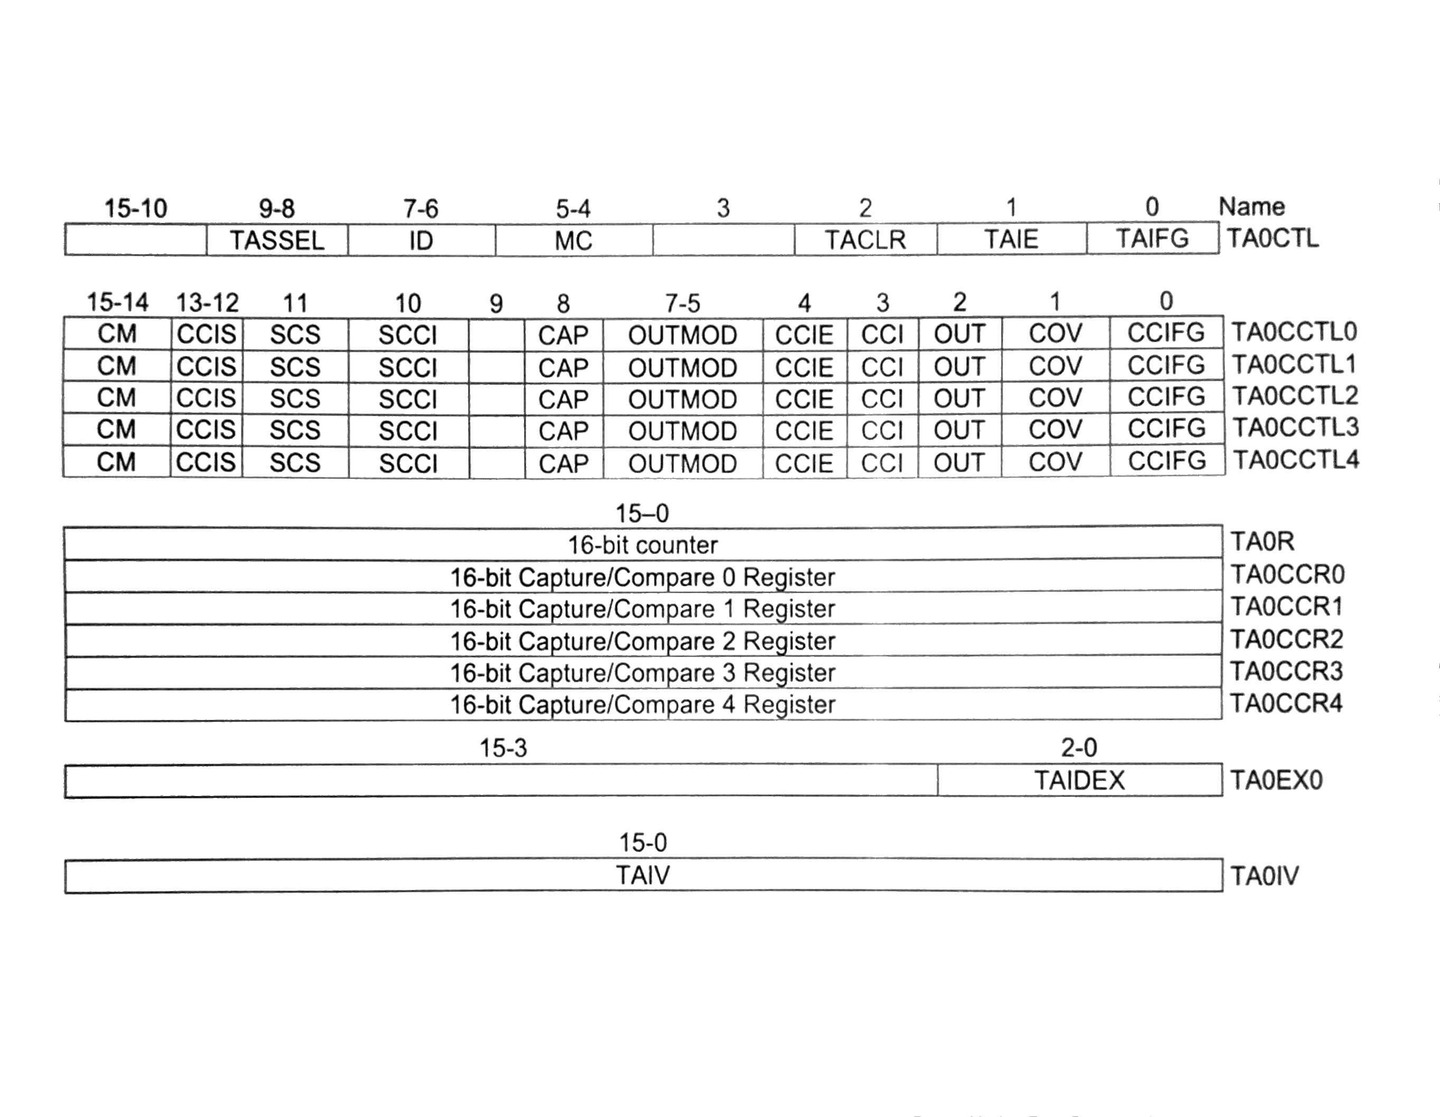 15-10 9-8 7-6 5-4 3 2 1 0 Name
TASSEL ID MC TACLR TAIE TAIFG TA0CTL
15-14 13-12 11 10 9 8 7-5 4 3 2 1 0
CM CCIS SCS SCCI CAP OUTMOD CCIE CCI OUT COV CCIFG TA0CCTL0
CM CCIS SCS SCCI CAP OUTMOD CCIE CCI OUT COV CCIFG TA0CCTL1
CM CCIS SCS SCCI CAP OUTMOD CCIE CCI OUT COV CCIFG TA0CCTL2
CM CCIS SCS SCCI CAP OUTMOD CCIE CCI OUT COV CCIFG TA0CCTL3
CM CCIS SCS SCCI CAP OUTMOD CCIE CCI OUT COV CCIFG TA0CCTL4
15–0
16-bit counter TA0R
16-bit Capture/Compare 0 Register TA0CCR0
16-bit Capture/Compare 1 Register TA0CCR1
16-bit Capture/Compare 2 Register TA0CCR2
16-bit Capture/Compare 3 Register TA0CCR3
16-bit Capture/Compare 4 Register TA0CCR4
15-3 2-0
TAIDEX TA0EX0
15-0
TAIV TA0IV